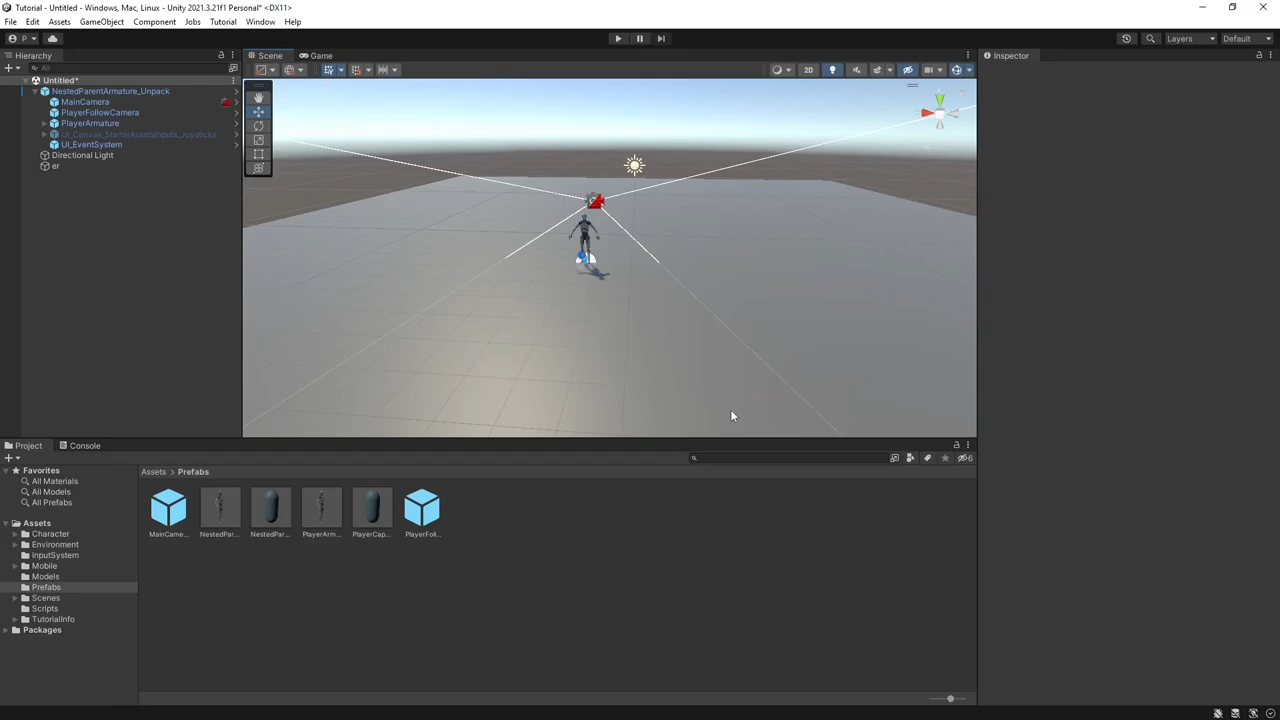 Tutorial - Untitled - Windows, Mac, Linux - Unity 2021.3.21f1 Personal* <DX11>
File Edit Assets GameObject Component Jobs Tutorial Window Help
P Layers Default
Hierarchy Scene Game Inspector
All 2D
Untitled*
NestedParentArmature_Unpack
MainCamera
PlayerFollowCamera
PlayerArmature
UI_Canvas_StarterAssetsInputs_Joysticks
UI_EventSystem
Directional Light
er
Project Console
6
Favorites
All Materials
All Models
All Prefabs
Assets > Prefabs
MainCame... NestedPar... NestedPar... PlayerArm... PlayerCap... PlayerFoll...
Assets
Character
Environment
InputSystem
Mobile
Models
Prefabs
Scenes
Scripts
TutorialInfo
Packages